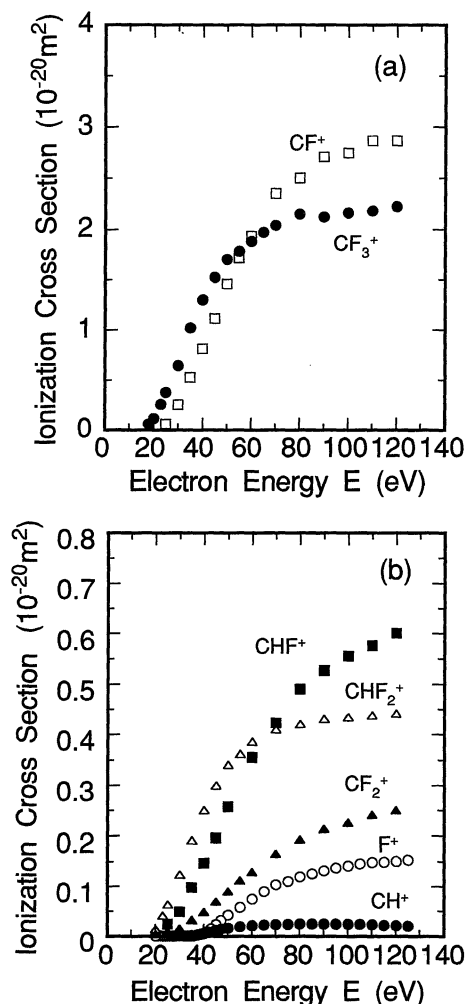 4
(a)
CF⁺
3
2
CF₃⁺
1
0
0 20 40 60 80 100 120 140
Electron Energy E (eV)
Ionization Cross Section (10⁻²⁰m²)
0.8
(b)
0.7
CHF⁺
0.6
CHF₂⁺
0.5
0.4
CF₂⁺
0.3
F⁺
0.2
CH⁺
0.1
0
0 20 40 60 80 100 120 140
Electron Energy E (eV)
Ionization Cross Section (10⁻²⁰m²)